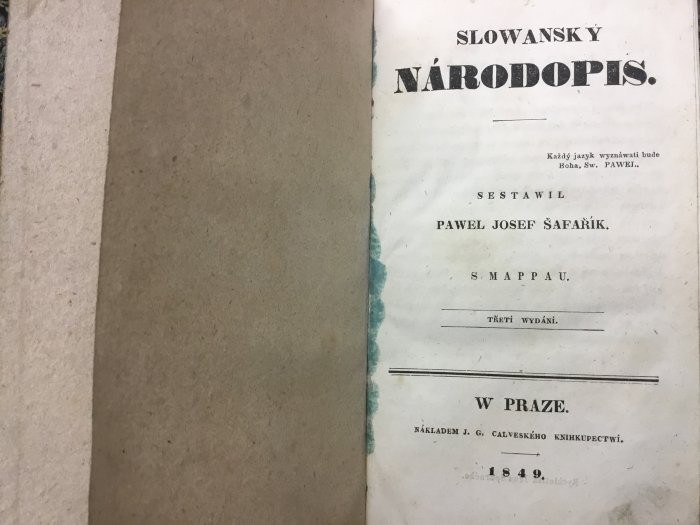 SLOWANSKÝ
NÁRODOPIS.
Každý jazyk wyznáwati bude
Boha, Sw. PAWEL.
SESTAWIL
PAWEL JOSEF ŠAFAŘÍK.
S MAPPAU.
TŘETÍ WYDÁNÍ.
W PRAZE.
NÁKLADEM J. G. CALVESKÉHO KNIHKUPECTWÍ.
1849.